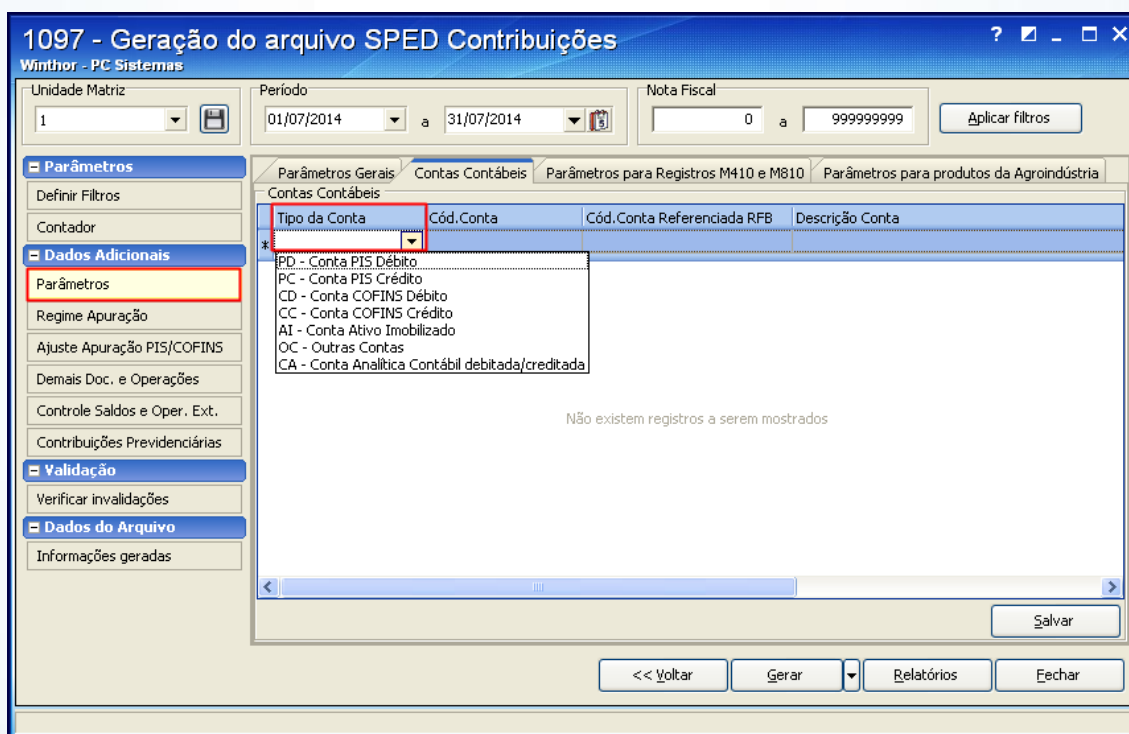 1097 - Geração do arquivo SPED Contribuições
Winthor - PC Sistemas
Unidade Matriz
Período
Nota Fiscal
1
01/07/2014 a 31/07/2014
0 a 999999999
Aplicar filtros
Parâmetros
Definir Filtros
Contador
Dados Adicionais
Parâmetros
Regime Apuração
Ajuste Apuração PIS/COFINS
Demais Doc. e Operações
Controle Saldos e Oper. Ext.
Contribuições Previdenciárias
Validação
Verificar invalidações
Dados do Arquivo
Informações geradas
Parâmetros Gerais Contas Contábeis Parâmetros para Registros M410 e M810 Parâmetros para produtos da Agroindústria
Contas Contábeis
Tipo da Conta Cód.Conta Cód.Conta Referenciada RFB Descrição Conta
*
PD - Conta PIS Débito
PC - Conta PIS Crédito
CD - Conta COFINS Débito
CC - Conta COFINS Crédito
AI - Conta Ativo Imobilizado
OC - Outras Contas
CA - Conta Analítica Contábil debitada/creditada
Não existem registros a serem mostrados
Salvar
<< Voltar Gerar Relatórios Fechar